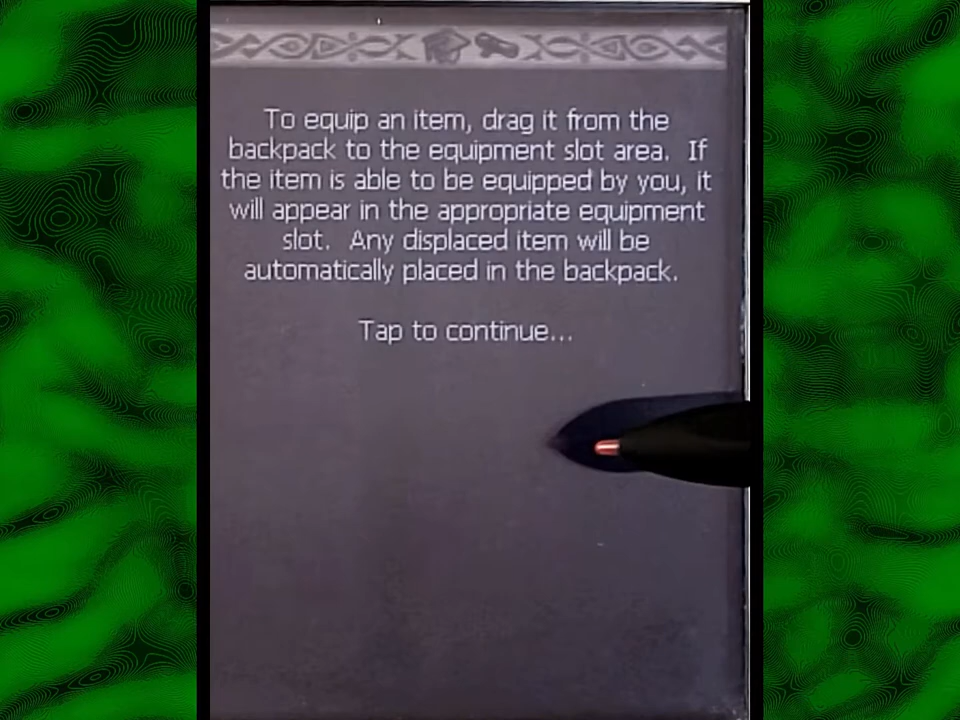 To equip an item, drag it from the
backpack to the equipment slot area.  If
the item is able to be equipped by you, it
will appear in the appropriate equipment
slot.  Any displaced item will be
automatically placed in the backpack.
Tap to continue...